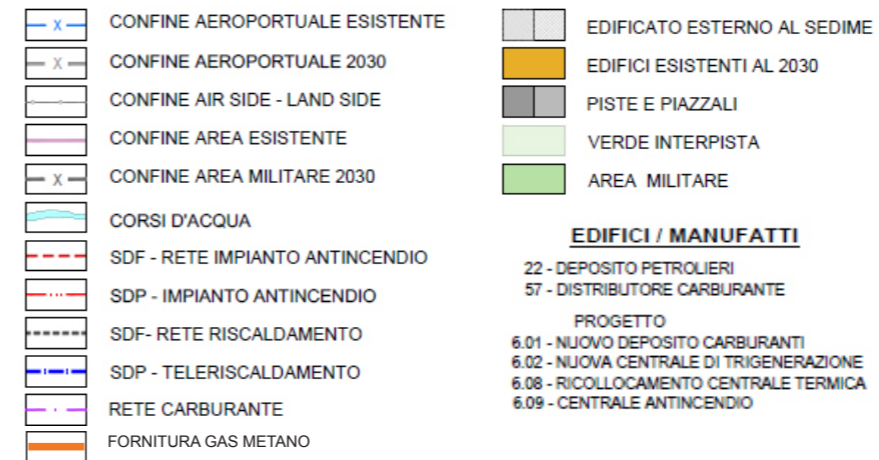 X CONFINE AEROPORTUALE ESISTENTE
X CONFINE AEROPORTUALE 2030
CONFINE AIR SIDE - LAND SIDE
CONFINE AREA ESISTENTE
X CONFINE AREA MILITARE 2030
CORSI D'ACQUA
SDF - RETE IMPIANTO ANTINCENDIO
SDP - IMPIANTO ANTINCENDIO
SDF- RETE RISCALDAMENTO
SDP - TELERISCALDAMENTO
RETE CARBURANTE
FORNITURA GAS METANO
EDIFICATO ESTERNO AL SEDIME
EDIFICI ESISTENTI AL 2030
PISTE E PIAZZALI
VERDE INTERPISTA
AREA MILITARE
EDIFICI / MANUFATTI
22 - DEPOSITO PETROLIERI
57 - DISTRIBUTORE CARBURANTE
PROGETTO
6.01 - NUOVO DEPOSITO CARBURANTI
6.02 - NUOVA CENTRALE DI TRIGENERAZIONE
6.08 - RICOLLOCAMENTO CENTRALE TERMICA
6.09 - CENTRALE ANTINCENDIO